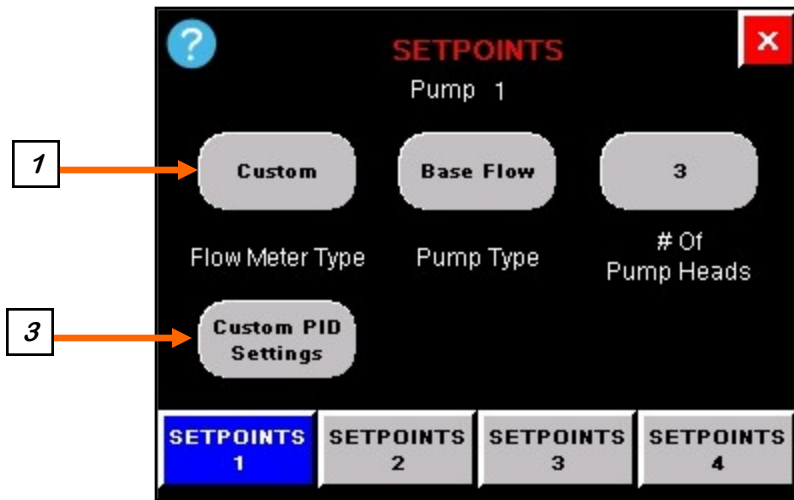 ?
SETPOINTS
X
Pump 1
1
Custom
Base Flow
3
Flow Meter Type
Pump Type
# Of
Pump Heads
3
Custom PID
Settings
SETPOINTS
1
SETPOINTS
2
SETPOINTS
3
SETPOINTS
4